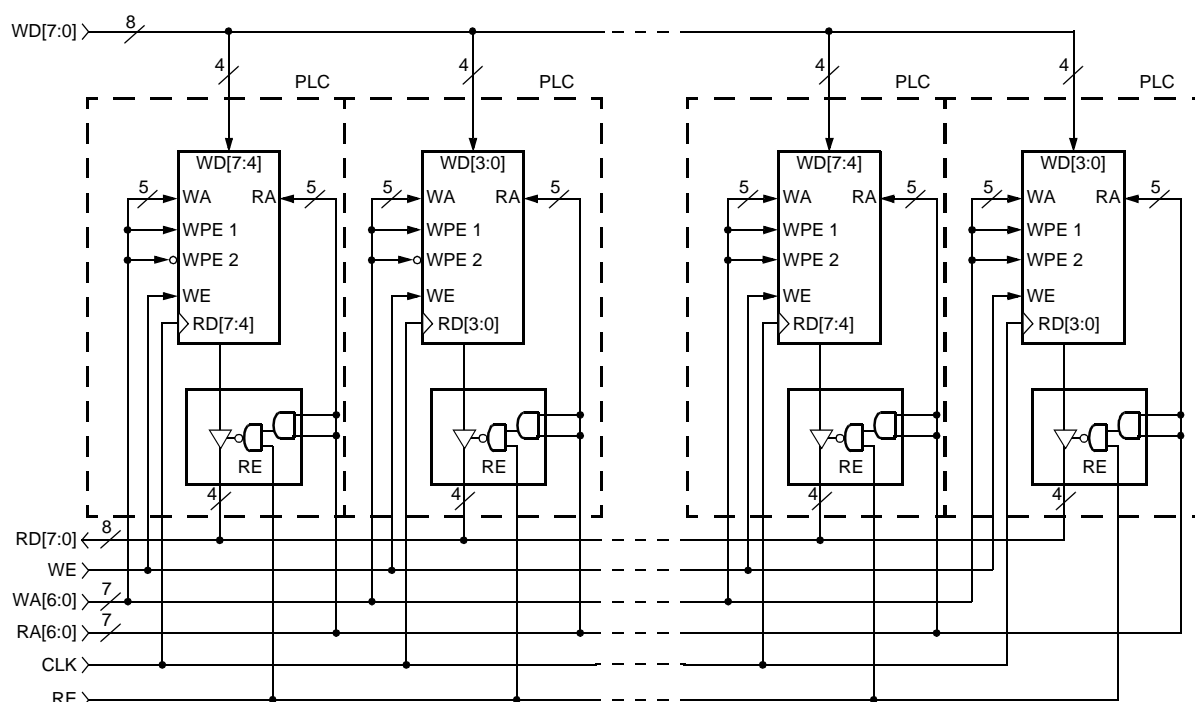 WD[7:0] 8
4 4 4 4
PLC PLC PLC PLC
WD[7:4] WD[3:0] WD[7:4] WD[3:0]
5 WA RA 5 5 WA RA 5 5 WA RA 5 5 WA RA 5
WPE 1 WPE 1 WPE 1 WPE 1
WPE 2 WPE 2 WPE 2 WPE 2
WE WE WE WE
RD[7:4] RD[3:0] RD[7:4] RD[3:0]
RE RE RE RE
4 4 4 4
RD[7:0] 8
WE
WA[6:0] 7
RA[6:0] 7
CLK
RE